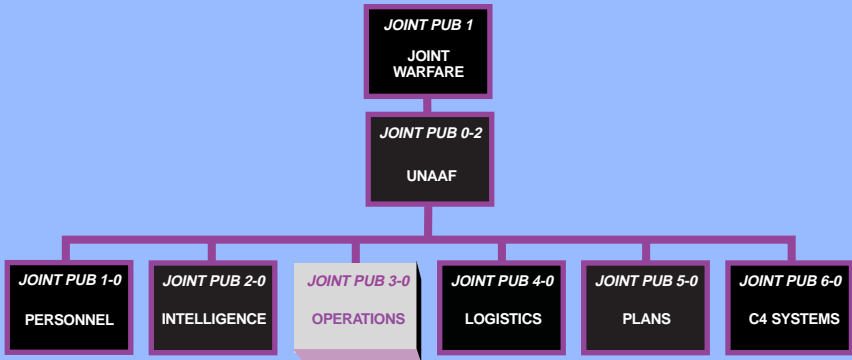 JOINT PUB 1
JOINT
WARFARE
JOINT PUB 0-2
UNAAF
JOINT PUB 1-0
PERSONNEL
JOINT PUB 2-0
INTELLIGENCE
JOINT PUB 3-0
OPERATIONS
JOINT PUB 4-0
LOGISTICS
JOINT PUB 5-0
PLANS
JOINT PUB 6-0
C4 SYSTEMS